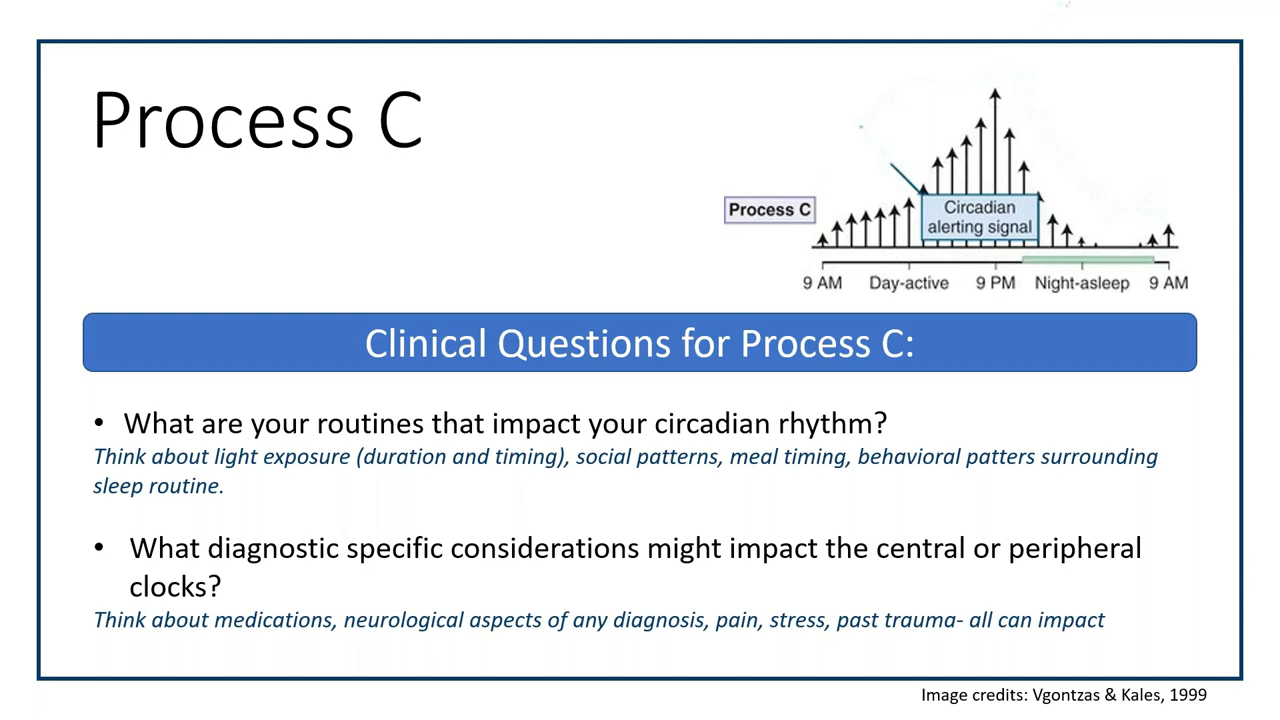 Process C
Process C
Circadian
alerting signal
9 AM Day-active 9 PM Night-asleep 9 AM
Clinical Questions for Process C:
• What are your routines that impact your circadian rhythm?
Think about light exposure (duration and timing), social patterns, meal timing, behavioral patters surrounding
sleep routine.
• What diagnostic specific considerations might impact the central or peripheral
clocks?
Think about medications, neurological aspects of any diagnosis, pain, stress, past trauma- all can impact
Image credits: Vgontzas & Kales, 1999